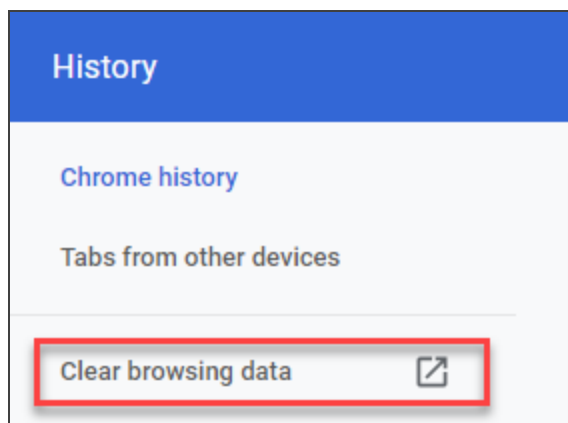 History
Chrome history
Tabs from other devices
Clear browsing data